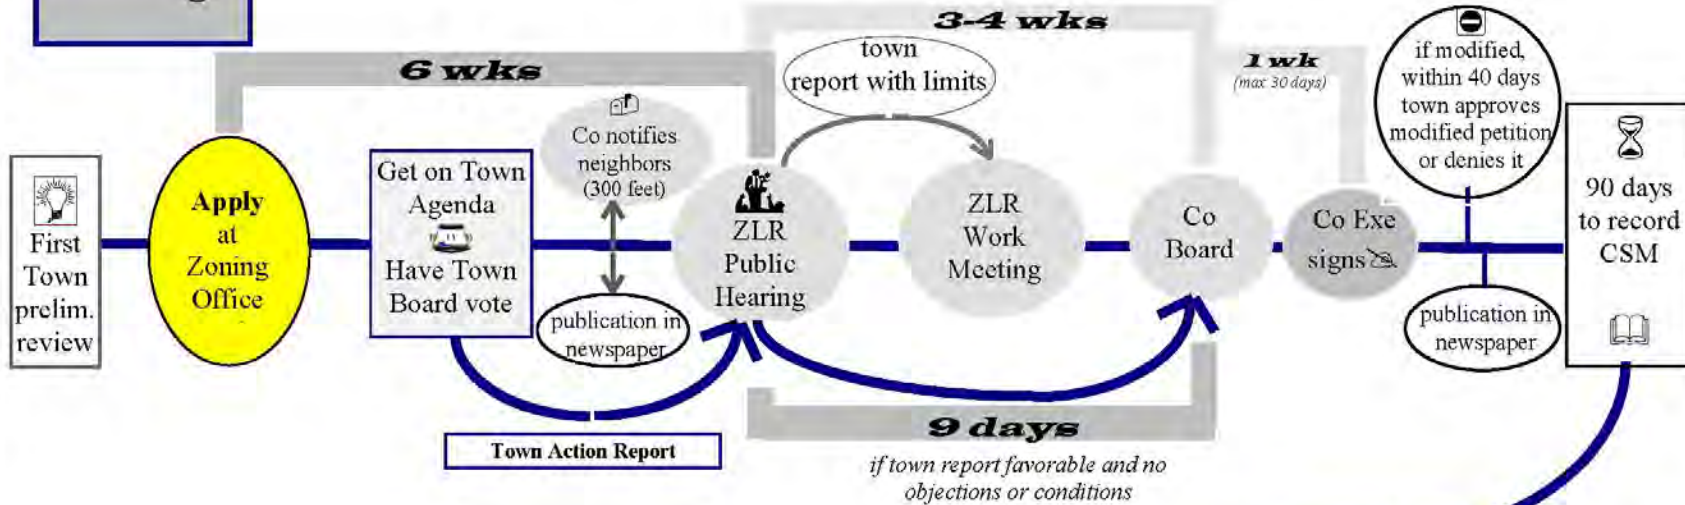 First
Town
prelim.
review
6 wks
Apply
at
Zoning
Office
Get on Town
Agenda
Have Town
Board vote
Town Action Report
Co notifies
neighbors
(300 feet)
publication in
newspaper
ZLR
Public
Hearing
3-4 wks
town
report with limits
ZLR
Work
Meeting
9 days
if town report favorable and no
objections or conditions
Co
Board
1 wk
(max 30 days)
Co Exe
signs
if modified,
within 40 days
town approves
modified petition
or denies it
publication in
newspaper
90 days
to record
CSM